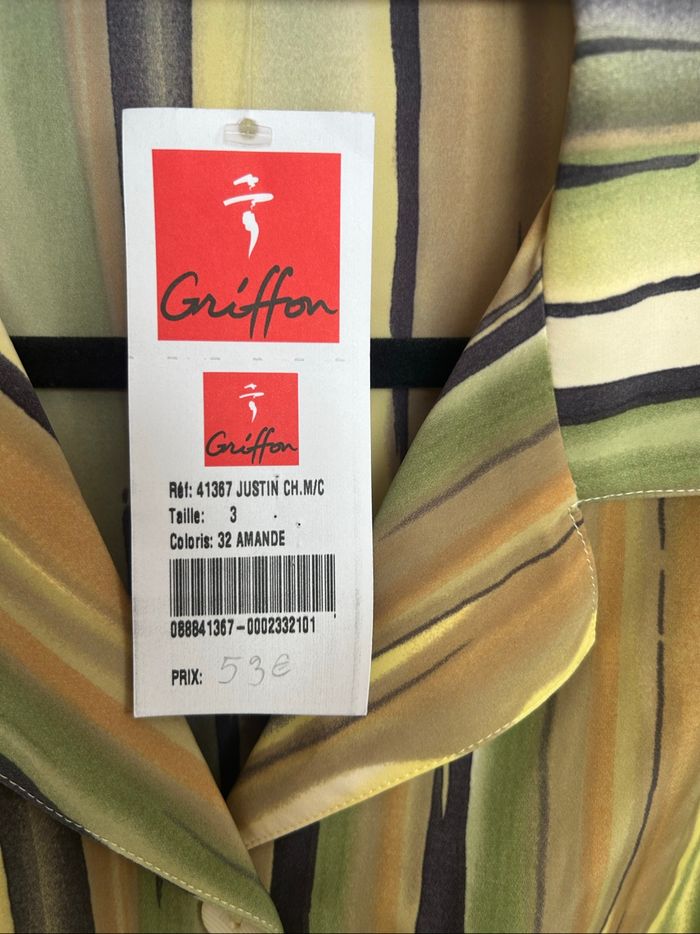 Griffon
Griffon
Réf: 41367 JUSTIN CH.M/C
Taille: 3
Coloris: 32 AMANDE
088841367-0002332101
PRIX: 53€